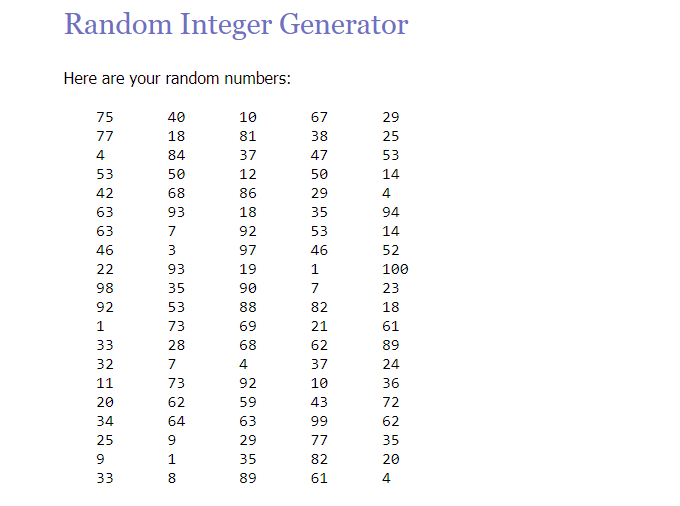 Random Integer Generator
Here are your random numbers:
75 40 10 67 29
77 18 81 38 25
4 84 37 47 53
53 50 12 50 14
42 68 86 29 4
63 93 18 35 94
63 7 92 53 14
46 3 97 46 52
22 93 19 1 100
98 35 90 7 23
92 53 88 82 18
1 73 69 21 61
33 28 68 62 89
32 7 4 37 24
11 73 92 10 36
20 62 59 43 72
34 64 63 99 62
25 9 29 77 35
9 1 35 82 20
33 8 89 61 4